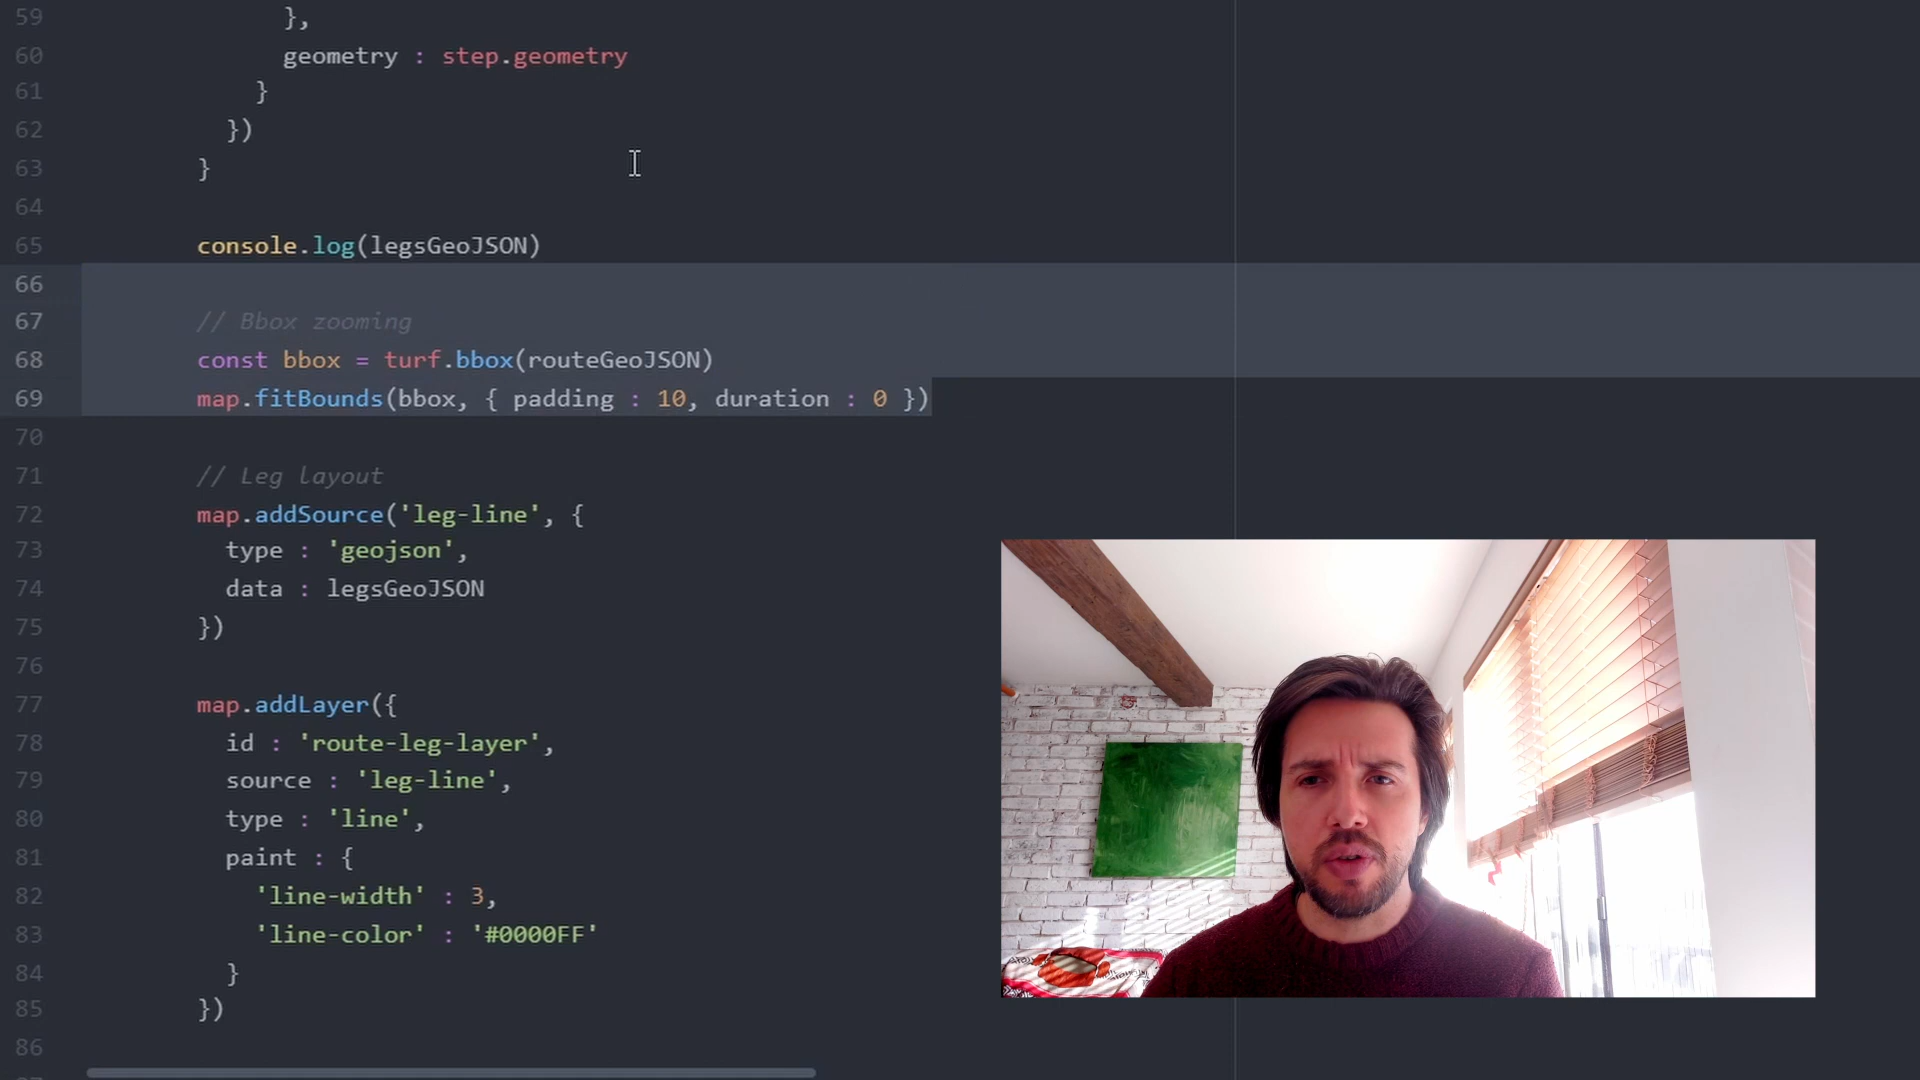 59 },
60 geometry : step.geometry
61 }
62 })
63 }
64
65 console.log(legsGeoJSON)
66
67 // Bbox zooming
68 const bbox = turf.bbox(routeGeoJSON)
69 map.fitBounds(bbox, { padding : 10, duration : 0 })
70
71 // Leg layout
72 map.addSource('leg-line', {
73 type : 'geojson',
74 data : legsGeoJSON
75 })
76
77 map.addLayer({
78 id : 'route-leg-layer',
79 source : 'leg-line',
80 type : 'line',
81 paint : {
82 'line-width' : 3,
83 'line-color' : '#0000FF'
84 }
85 })
86